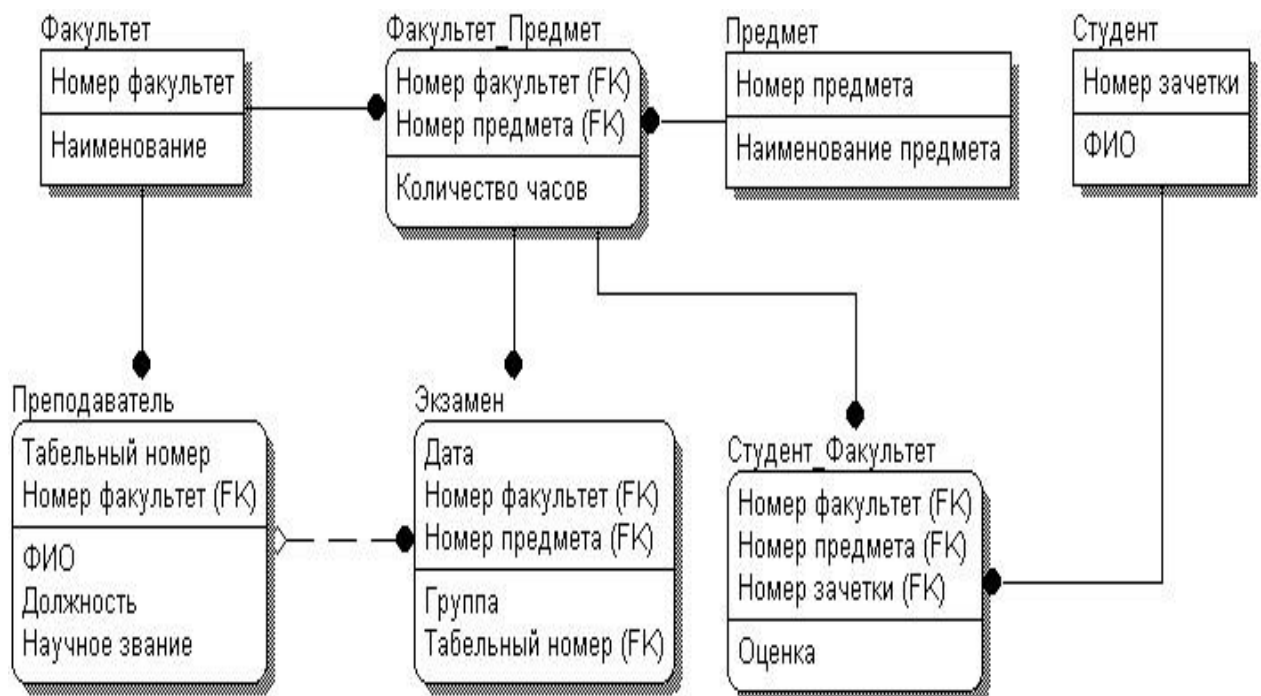 Факультет
Номер факультет
Наименование
Факультет_Предмет
Номер факультет (FK)
Номер предмета (FK)
Количество часов
Предмет
Номер предмета
Наименование предмета
Студент
Номер зачетки
ФИО
Преподаватель
Табельный номер
Номер факультет (FK)
ФИО
Должность
Научное звание
Экзамен
Дата
Номер факультет (FK)
Номер предмета (FK)
Группа
Табельный номер (FK)
Студент_Факультет
Номер факультет (FK)
Номер предмета (FK)
Номер зачетки (FK)
Оценка